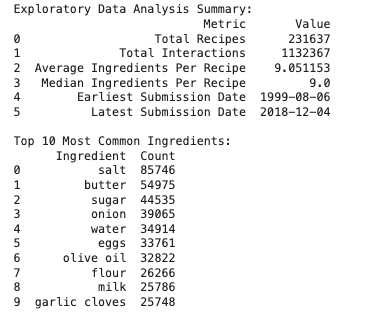 Exploratory Data Analysis Summary:
Metric Value
0 Total Recipes 231637
1 Total Interactions 1132367
2 Average Ingredients Per Recipe 9.051153
3 Median Ingredients Per Recipe 9.0
4 Earliest Submission Date 1999-08-06
5 Latest Submission Date 2018-12-04
Top 10 Most Common Ingredients:
Ingredient Count
0 salt 85746
1 butter 54975
2 sugar 44535
3 onion 39065
4 water 34914
5 eggs 33761
6 olive oil 32822
7 flour 26266
8 milk 25786
9 garlic cloves 25748